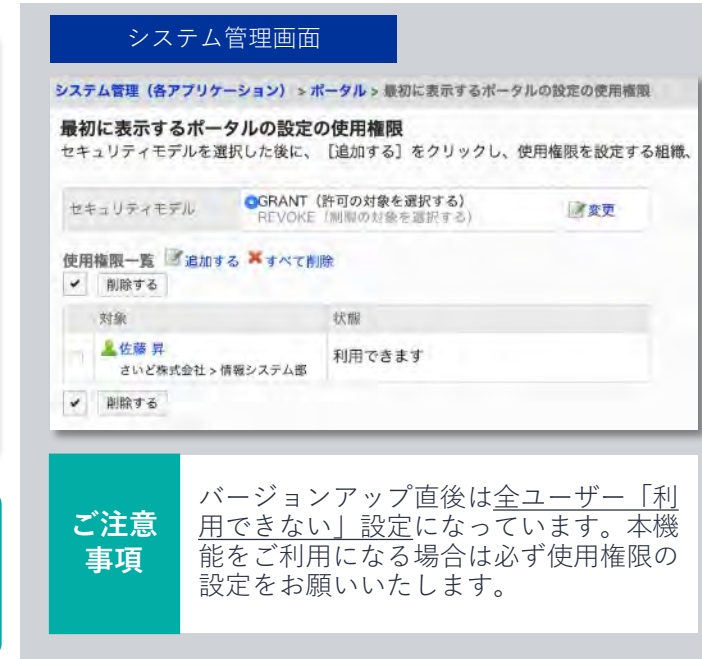 システム管理画面
システム管理（各アプリケーション） > ポータル > 最初に表示するポータルの設定の使用権限
最初に表示するポータルの設定の使用権限
セキュリティモデルを選択した後に、［追加する］をクリックし、使用権限を設定する組織、
セキュリティモデル GRANT（許可の対象を選択する） 変更
REVOKE（制限の対象を選択する）
使用権限一覧 追加する すべて削除
削除する
対象 状態
佐藤 昇 利用できます
さいど株式会社 > 情報システム部
削除する
ご注意
事項
バージョンアップ直後は全ユーザー「利
用できない」設定になっています。本機
能をご利用になる場合は必ず使用権限の
設定をお願いいたします。